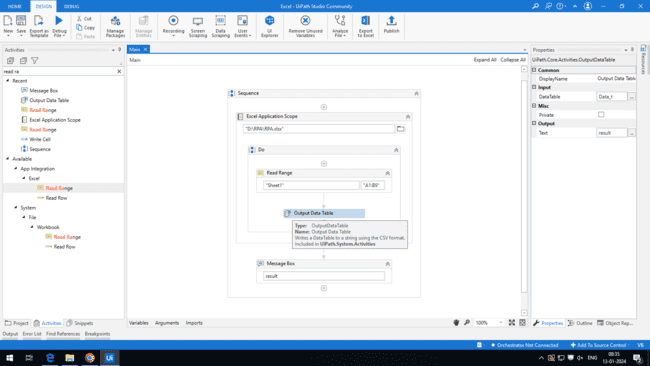 Excel - UiPath Studio Community
HOME DESIGN DEBUG
New Save Export as Template Debug File Cut Copy Paste Manage Packages Manage Entities Recording Screen Scraping Data Scraping User Events UI Explorer Remove Unused Variables Analyze File Export to Excel Publish
Activities
read ra
Recent
Message Box
Output Data Table
Read Range
Excel Application Scope
Read Range
Write Cell
Sequence
Available
App Integration
Excel
Read Range
Read Row
System
File
Workbook
Read Range
Read Row
Project Activities Snippets
Output Error List Find References Breakpoints
Main
Main Expand All Collapse All
Sequence
Excel Application Scope
"D:\RPA\RPA.xlsx"
Do
Read Range
"Sheet1" "A1:B5"
Output Data Table
Type: OutputDataTable
Name: Output Data Table
Writes a DataTable to a string using the CSV format.
Included in UiPath.System.Activities
Message Box
result
Variables Arguments Imports 100%
Properties
UiPath.Core.Activities.OutputDataTable
Common
DisplayName Output Data Table
Input
DataTable Data_t ...
Misc
Private
Output
Text result ...
Properties Outline Object Rep...
Resources
Orchestrator Not Connected Add To Source Control VB
ENG 08:35
13-01-2024